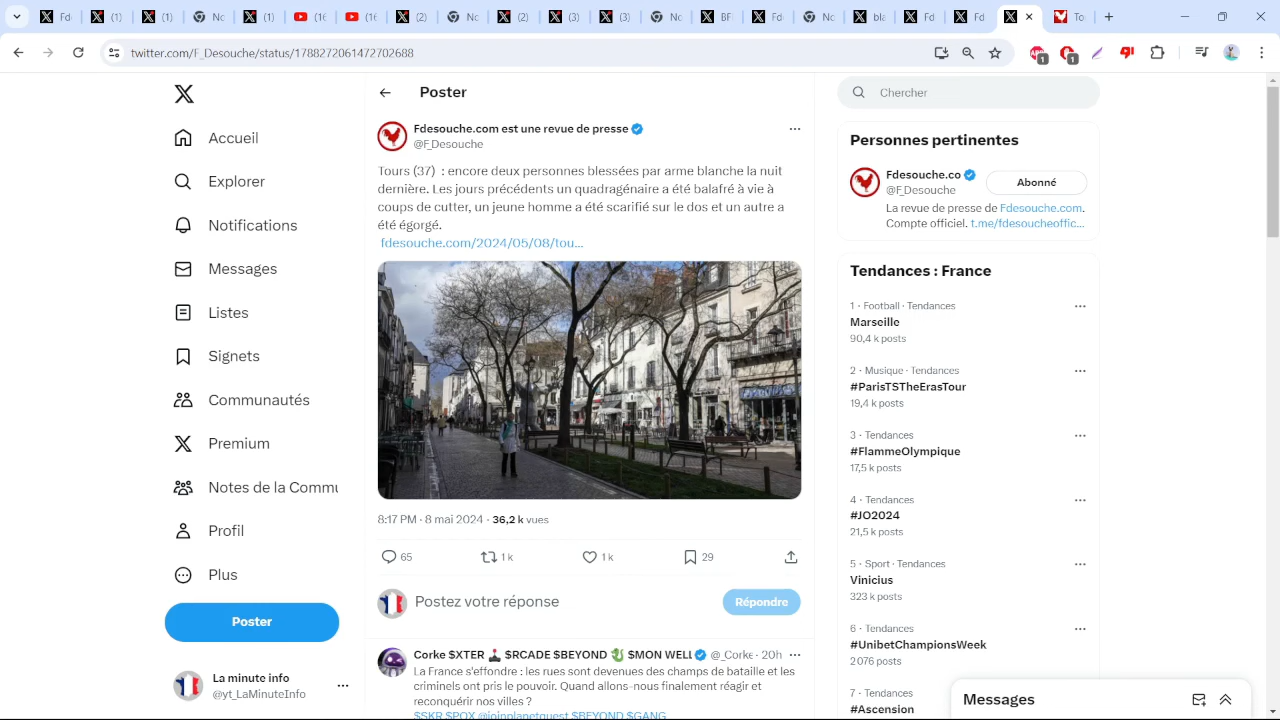 twitter.com/F_Desouche/status/1788272061472702688
Accueil
Explorer
Notifications
Messages
Listes
Signets
Communautés
Premium
Notes de la Commu
Profil
Plus
Poster
La minute info
@yt_LaMinuteInfo
Poster
Fdesouche.com est une revue de presse
@F_Desouche
Tours (37) : encore deux personnes blessées par arme blanche la nuit
dernière. Les jours précédents un quadragénaire a été balafré à vie à
coups de cutter, un jeune homme a été scarifié sur le dos et un autre a
été égorgé.
fdesouche.com/2024/05/08/tou...
8:17 PM · 8 mai 2024 · 36,2 k vues
65
1 k
1 k
29
Postez votre réponse
Répondre
Corke $XTER $RCADE $BEYOND $MON WELL @_Corke · 20h
La France s'effondre : les rues sont devenues des champs de bataille et les
criminels ont pris le pouvoir. Quand allons-nous finalement réagir et
reconquérir nos villes ?
$SKR $POX @joinplanetquest $BEYOND $GANG
Chercher
Personnes pertinentes
Fdesouche.co
@F_Desouche
Abonné
La revue de presse de Fdesouche.com.
Compte officiel. t.me/fdesoucheoffic...
Tendances : France
1 · Football · Tendances
Marseille
90,4 k posts
2 · Musique · Tendances
#ParisTSTheErasTour
19,4 k posts
3 · Tendances
#FlammeOlympique
17,5 k posts
4 · Tendances
#JO2024
21,5 k posts
5 · Sport · Tendances
Vinicius
323 k posts
6 · Tendances
#UnibetChampionsWeek
2 076 posts
7 · Tendances
#Ascension
Messages